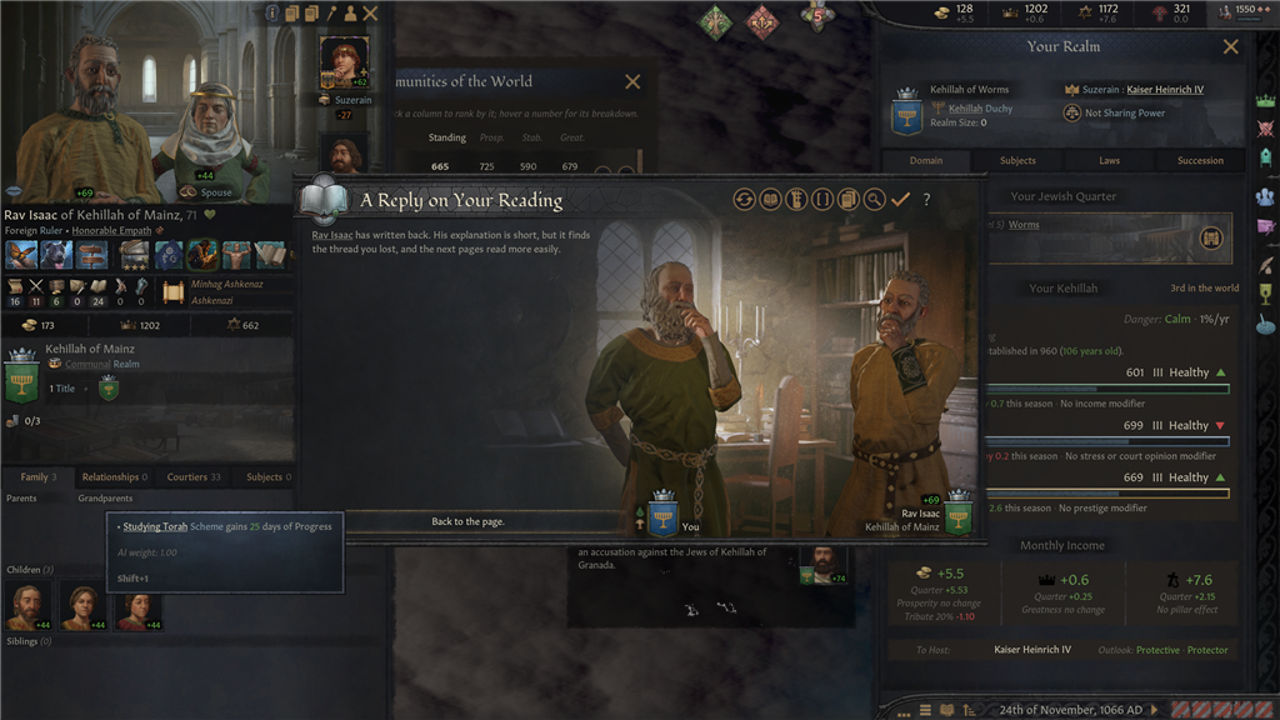 128
+5.5
1202
+0.6
1172
+7.6
321
0.0
1550
5
+62
Suzerain
-27
+69
+44
Spouse
Rav Isaac of Kehillah of Mainz, 71
Foreign Ruler • Honorable Empath
16 11 6 0 24 0 0
Minhag Ashkenaz
Ashkenazi
173
1202
662
Kehillah of Mainz
Communal Realm
1 Title
0/3
Family 3
Relationships 0
Courtiers 33
Subjects 0
Parents
Grandparents
Children (3)
+44
+44
+44
Siblings (0)
• Studying Torah Scheme gains 25 days of Progress
AI weight: 1.00
Shift+1
munities of the World
ck a column to rank by it; hover a number for its breakdown.
Standing Prosp. Stab. Great.
665 725 590 679
A Reply on Your Reading
?
Rav Isaac has written back. His explanation is short, but it finds
the thread you lost, and the next pages read more easily.
Back to the page.
You
+69
Rav Isaac
Kehillah of Mainz
an accusation against the Jews of Kehillah of
Granada.
+74
Your Realm
Kehillah of Worms
Kehillah Duchy
Realm Size: 0
Suzerain : Kaiser Heinrich IV
Not Sharing Power
Domain
Subjects
Laws
Succession
Your Jewish Quarter
5) Worms
Your Kehillah
3rd in the world
Danger: Calm · 1%/yr
tablished in 960 (106 years old).
601 III Healthy
0.7 this season · No income modifier
699 III Healthy
by 0.2 this season · No stress or court opinion modifier
669 III Healthy
2.6 this season · No prestige modifier
Monthly Income
+5.5
Quarter +5.53
Prosperity no change
Tribute 20% -1.10
+0.6
Quarter +0.25
Greatness no change
+7.6
Quarter +2.15
No pillar effect
To Host:
Kaiser Heinrich IV
Outlook: Protective · Protector
24th of November, 1066 AD